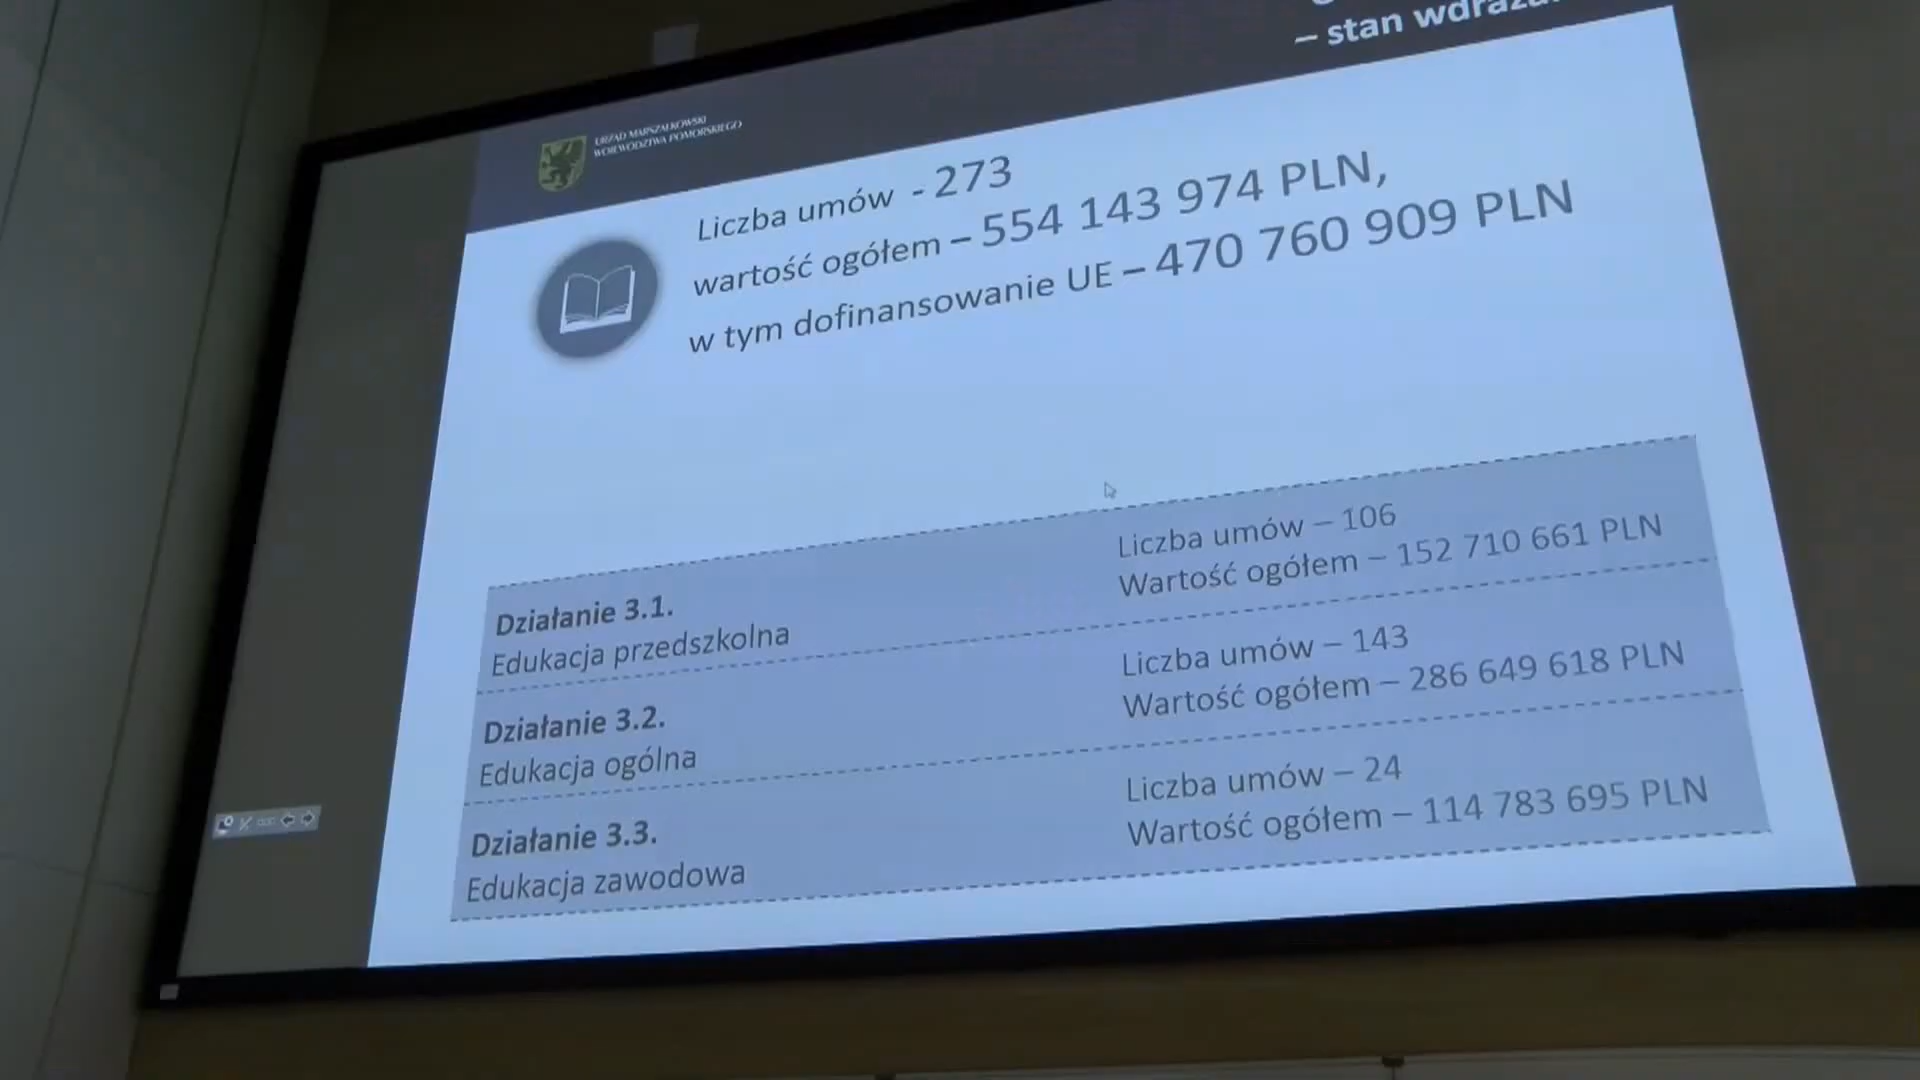 – stan
URZĄD MARSZAŁKOWSKI
WOJEWÓDZTWA POMORSKIEGO
Liczba umów - 273
wartość ogółem – 554 143 974 PLN,
w tym dofinansowanie UE – 470 760 909 PLN
Działanie 3.1.
Edukacja przedszkolna
Liczba umów – 106
Wartość ogółem – 152 710 661 PLN
Działanie 3.2.
Edukacja ogólna
Liczba umów – 143
Wartość ogółem – 286 649 618 PLN
Działanie 3.3.
Edukacja zawodowa
Liczba umów – 24
Wartość ogółem – 114 783 695 PLN